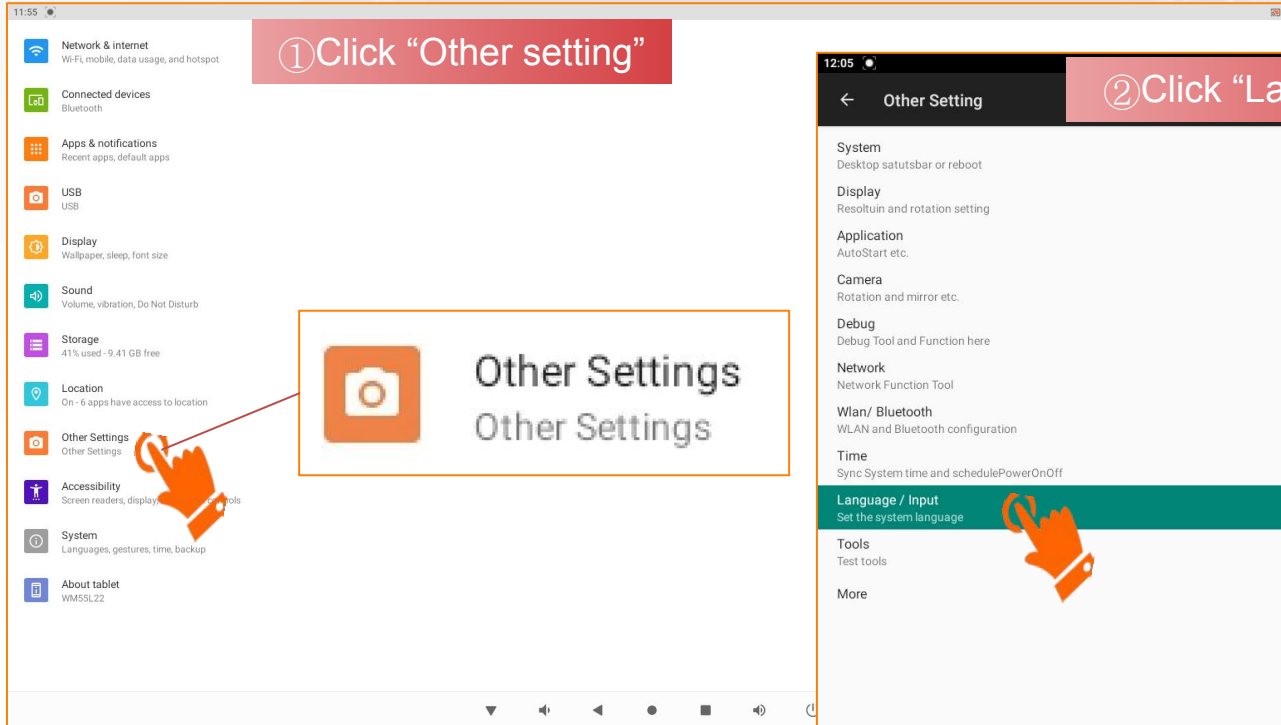 11:55
①Click “Other setting”
Network & internet
Wi-Fi, mobile, data usage, and hotspot
Connected devices
Bluetooth
Apps & notifications
Recent apps, default apps
USB
USB
Display
Wallpaper, sleep, font size
Sound
Volume, vibration, Do Not Disturb
Storage
41% used - 9.41 GB free
Location
On - 6 apps have access to location
Other Settings
Other Settings
Accessibility
Screen readers, display,
System
Languages, gestures, time, backup
About tablet
WM55L22
Other Settings
Other Settings
12:05
②Click “La
Other Setting
System
Desktop satutsbar or reboot
Display
Resoltuin and rotation setting
Application
AutoStart etc.
Camera
Rotation and mirror etc.
Debug
Debug Tool and Function here
Network
Network Function Tool
Wlan/ Bluetooth
WLAN and Bluetooth configuration
Time
Sync System time and schedulePowerOnOff
Language / Input
Set the system language
Tools
Test tools
More